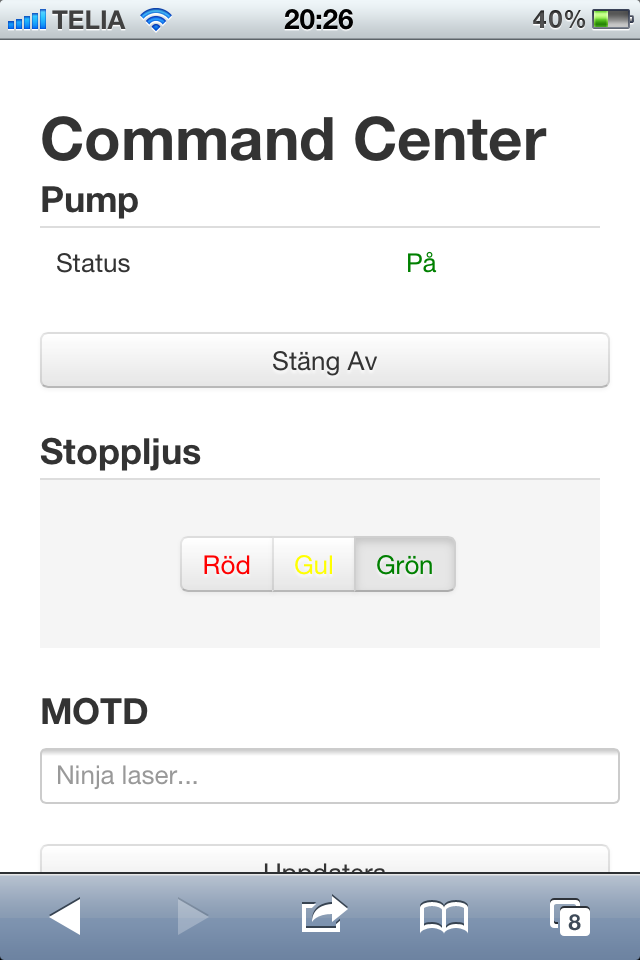 TELIA 20:26 40%
Command Center
Pump
Status På
Stäng Av
Stoppljus
Röd Gul Grön
MOTD
Ninja laser...
Uppdatera
8